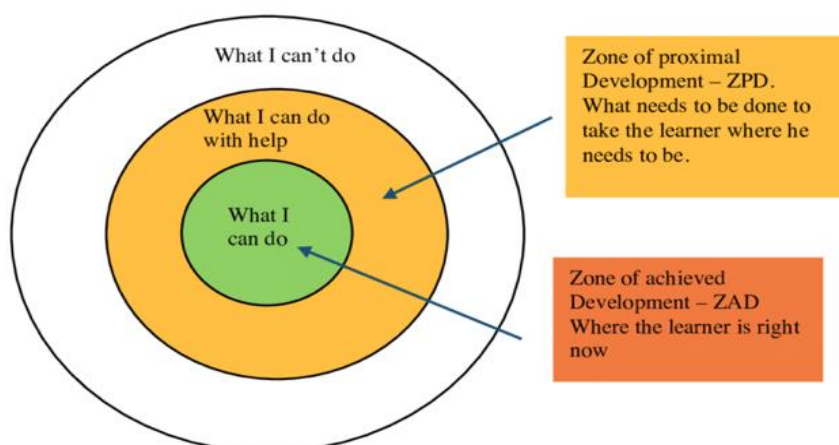 What I can't do
What I can do
with help
What I
can do
Zone of proximal
Development – ZPD.
What needs to be done to
take the learner where he
needs to be.
Zone of achieved
Development – ZAD
Where the learner is right
now